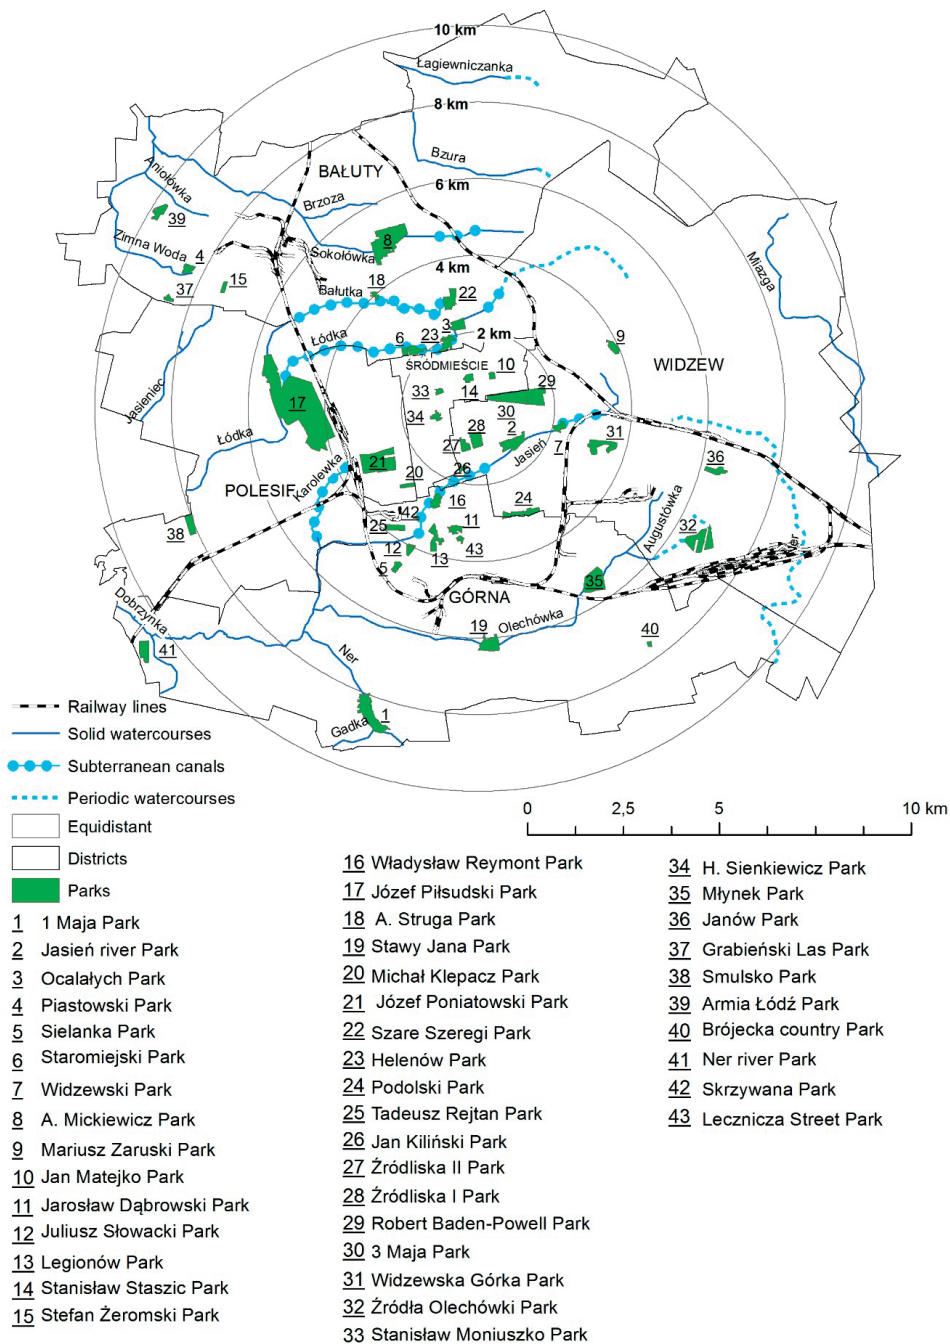 10 km
Łagiewniczanka
8 km
Bzura
BAŁUTY
Aniołówka
6 km
Brzoza
39
8
Zimna Woda
4
Sokołówka
Miazga
4 km
37
15
18
Bałutka
22
3
Łódka
6
23
2 km
9
ŚRÓDMIEŚCIE
WIDZEW
10
29
Jasieniec
33
14
17
34
30
28
2
Łódka
27
Jasień
7
31
21
26
36
Karolewka
20
POLESIE
16
24
42
Augustówka
25
11
32
38
12
13
43
Ner
5
35
GÓRNA
Dobrzynka
19
Olechówka
40
41
Ner
1
Gadka
Railway lines
Solid watercourses
Subterranean canals
Periodic watercourses
Equidistant
Districts
Parks
0 2,5 5 10 km
1 1 Maja Park
2 Jasień river Park
3 Ocalałych Park
4 Piastowski Park
5 Sielanka Park
6 Staromiejski Park
7 Widzewski Park
8 A. Mickiewicz Park
9 Mariusz Zaruski Park
10 Jan Matejko Park
11 Jarosław Dąbrowski Park
12 Juliusz Słowacki Park
13 Legionów Park
14 Stanisław Staszic Park
15 Stefan Żeromski Park
16 Władysław Reymont Park
17 Józef Piłsudski Park
18 A. Struga Park
19 Stawy Jana Park
20 Michał Klepacz Park
21 Józef Poniatowski Park
22 Szare Szeregi Park
23 Helenów Park
24 Podolski Park
25 Tadeusz Rejtan Park
26 Jan Kiliński Park
27 Źródliska II Park
28 Źródliska I Park
29 Robert Baden-Powell Park
30 3 Maja Park
31 Widzewska Górka Park
32 Źródła Olechówki Park
33 Stanisław Moniuszko Park
34 H. Sienkiewicz Park
35 Młynek Park
36 Janów Park
37 Grabieński Las Park
38 Smulsko Park
39 Armia Łódź Park
40 Brójecka country Park
41 Ner river Park
42 Skrzywana Park
43 Lecznicza Street Park